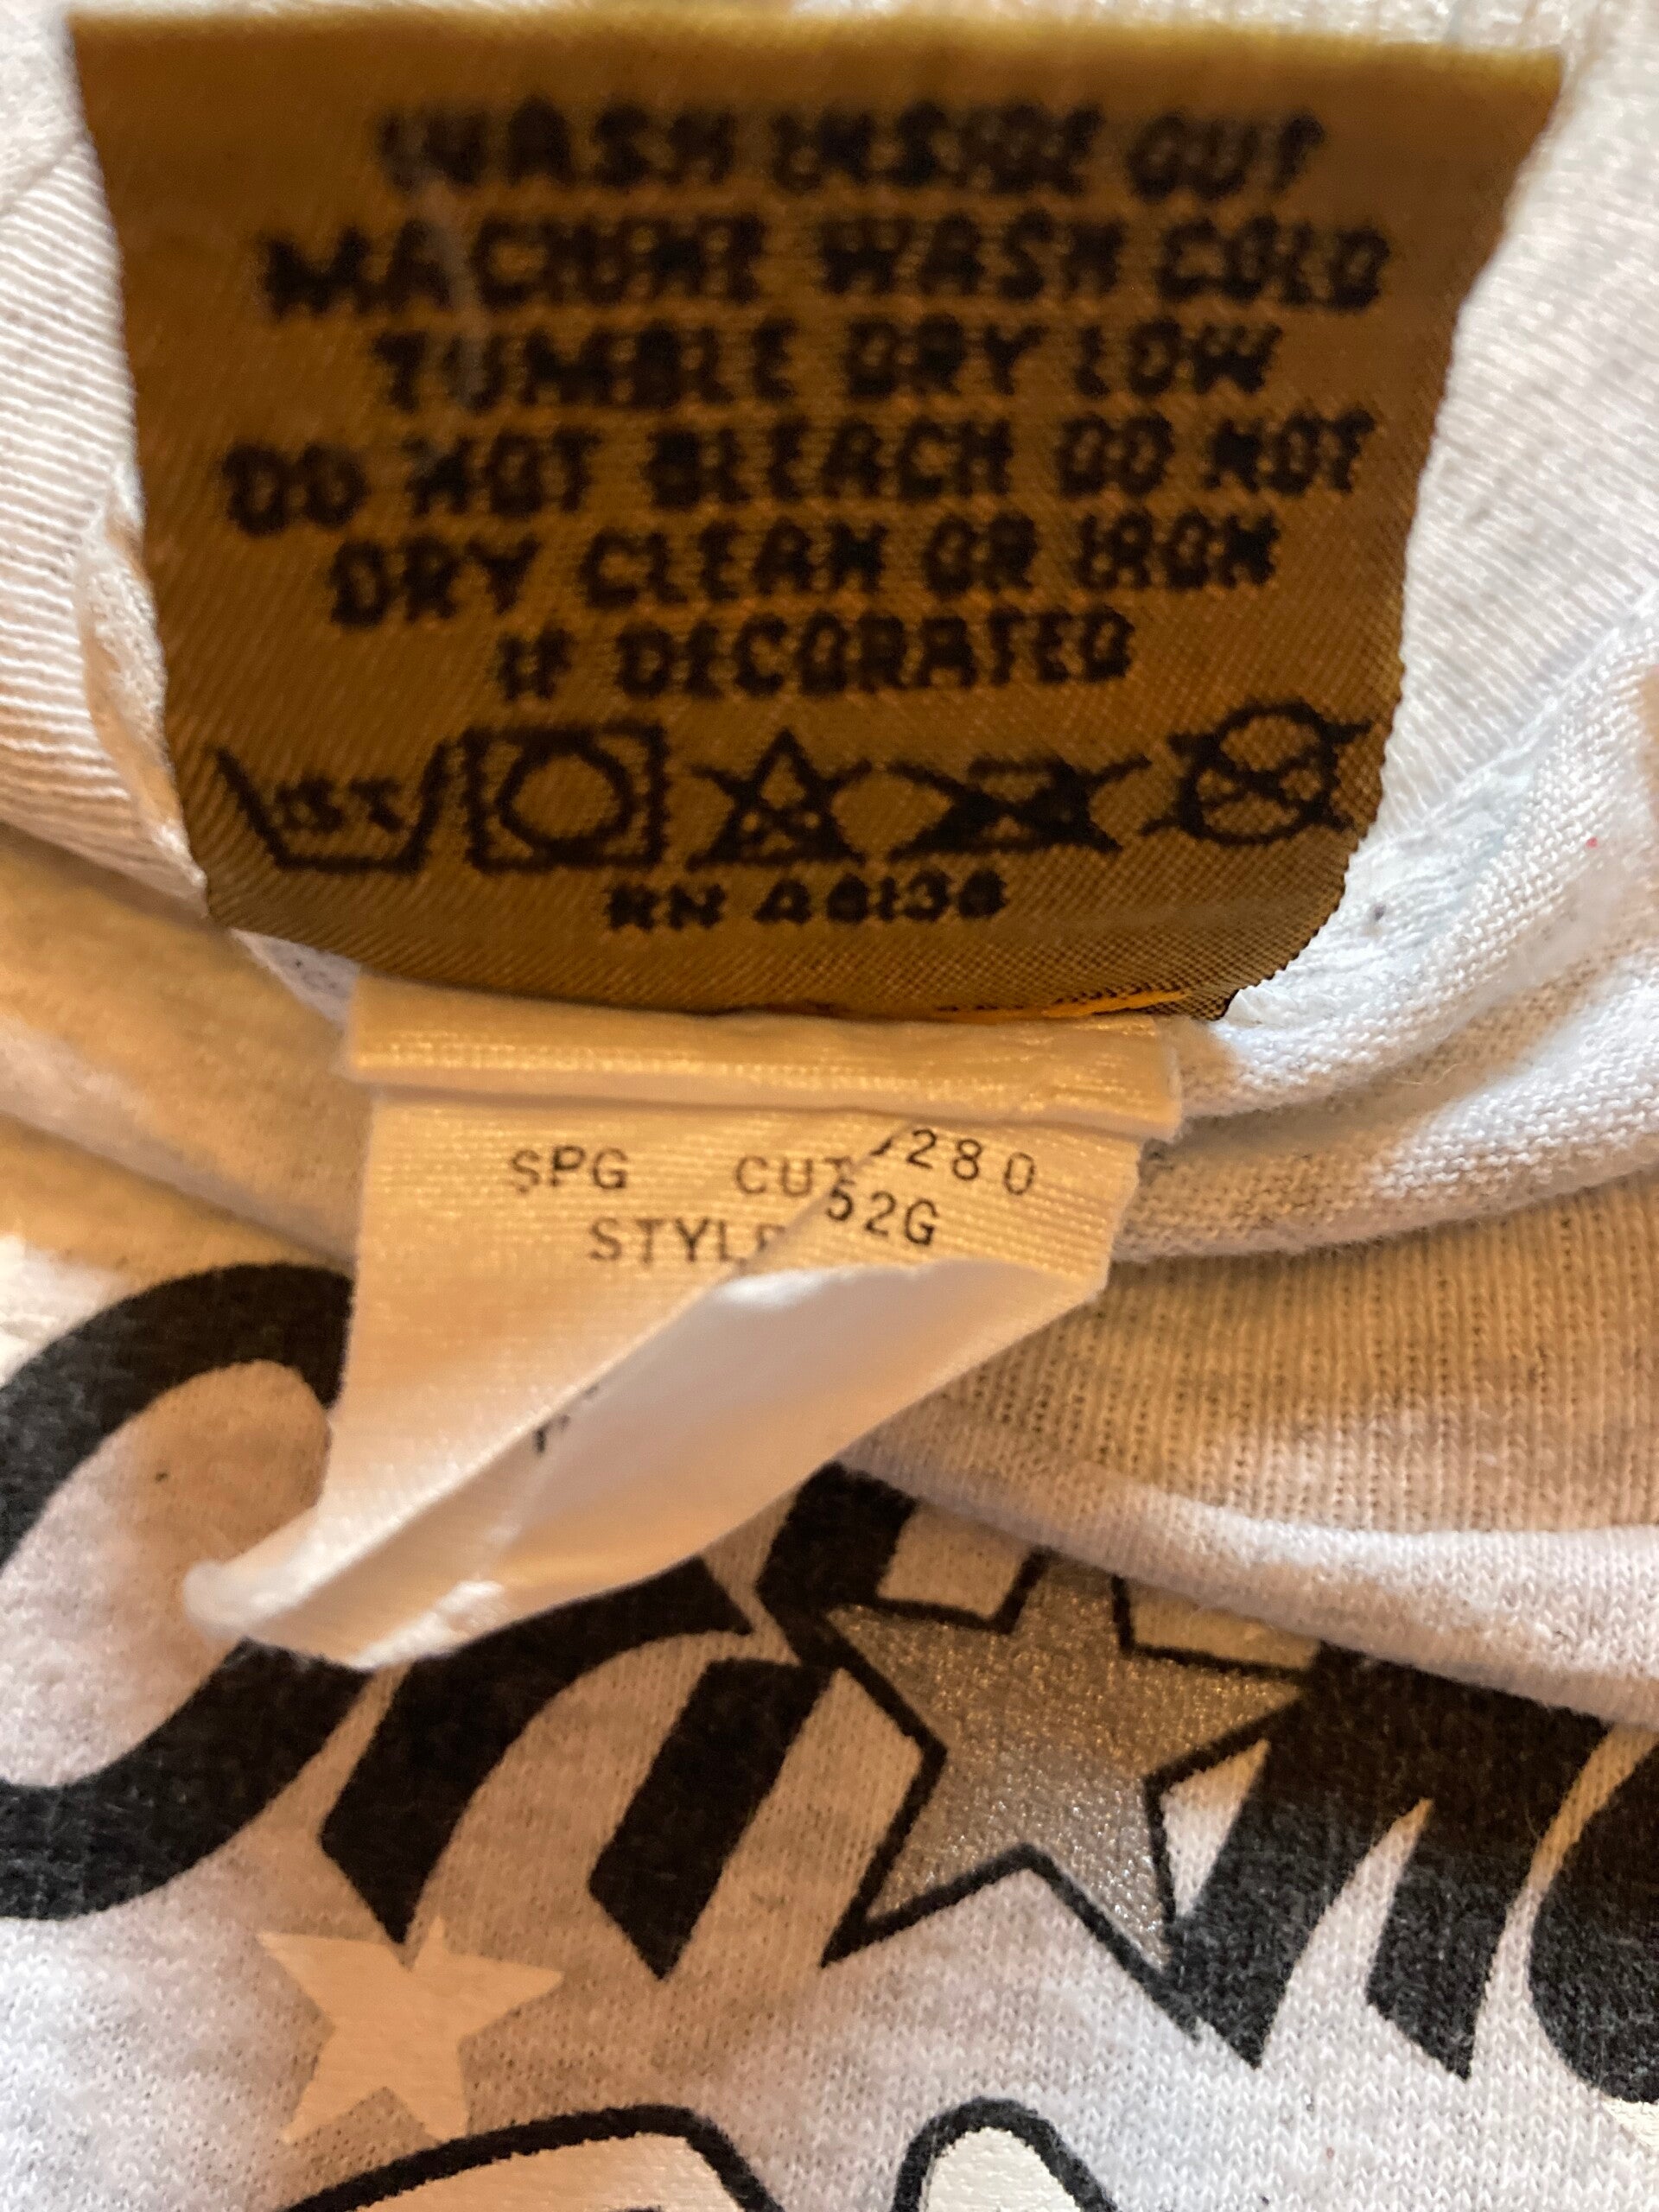 WASH INSIDE OUT
MACHINE WASH COLD
TUMBLE DRY LOW
DO NOT BLEACH DO NOT
DRY CLEAN OR IRON
IF DECORATED
RN
SPG CUT 280
STYLE 52G